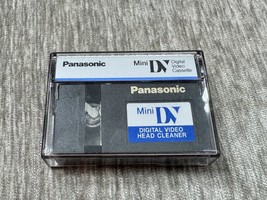 Panasonic
Mini DV Digital Video Cassette
Panasonic
Mini DV
DIGITAL VIDEO
HEAD CLEANER